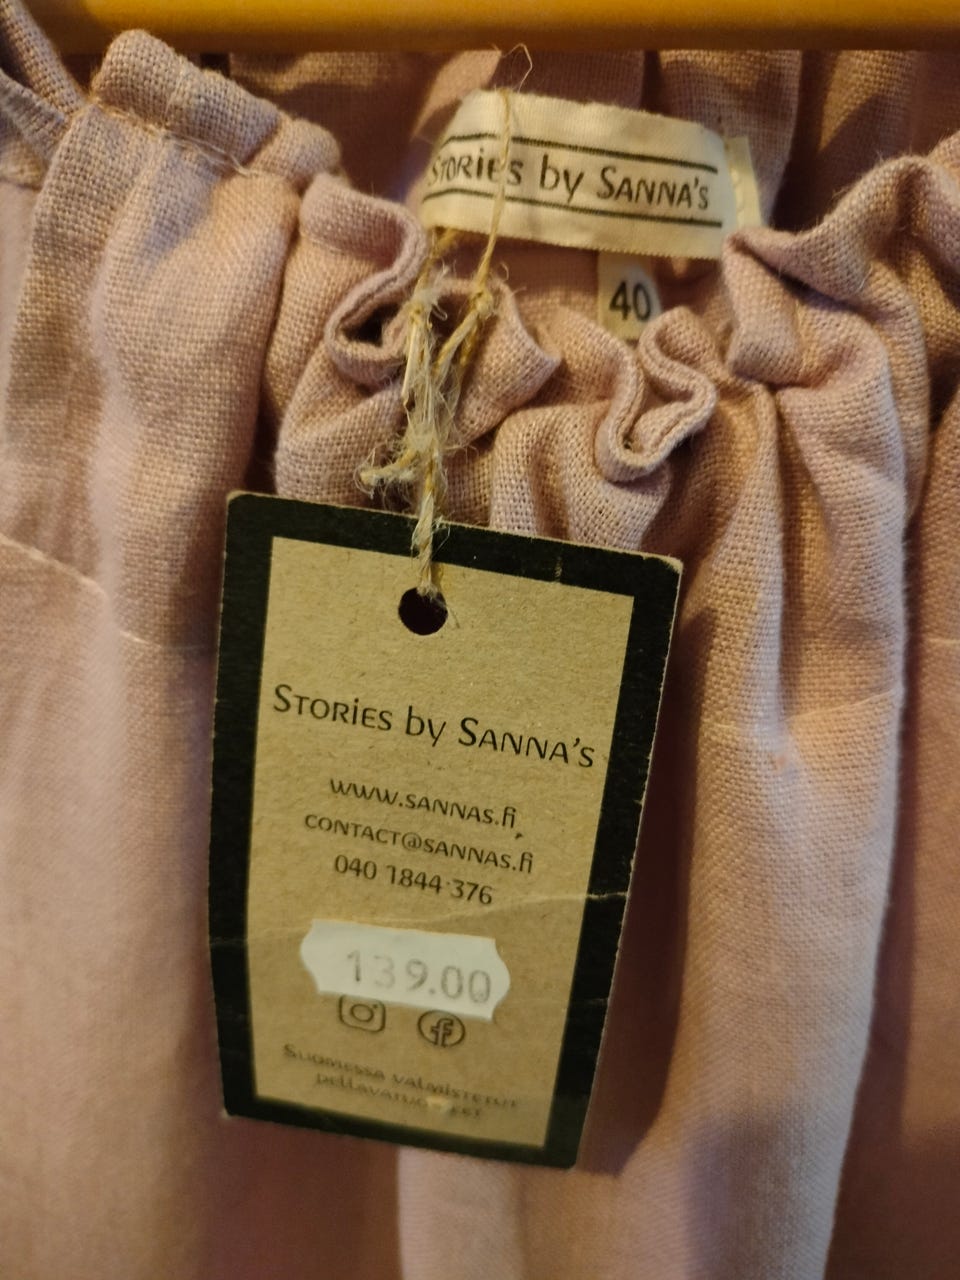 STORIES by SANNA'S
40
STORIES by SANNA'S
www.sannas.fi
contact@sannas.fi
040 1844 376
139.00
Suomessa valmistetut
pellavatuotteet